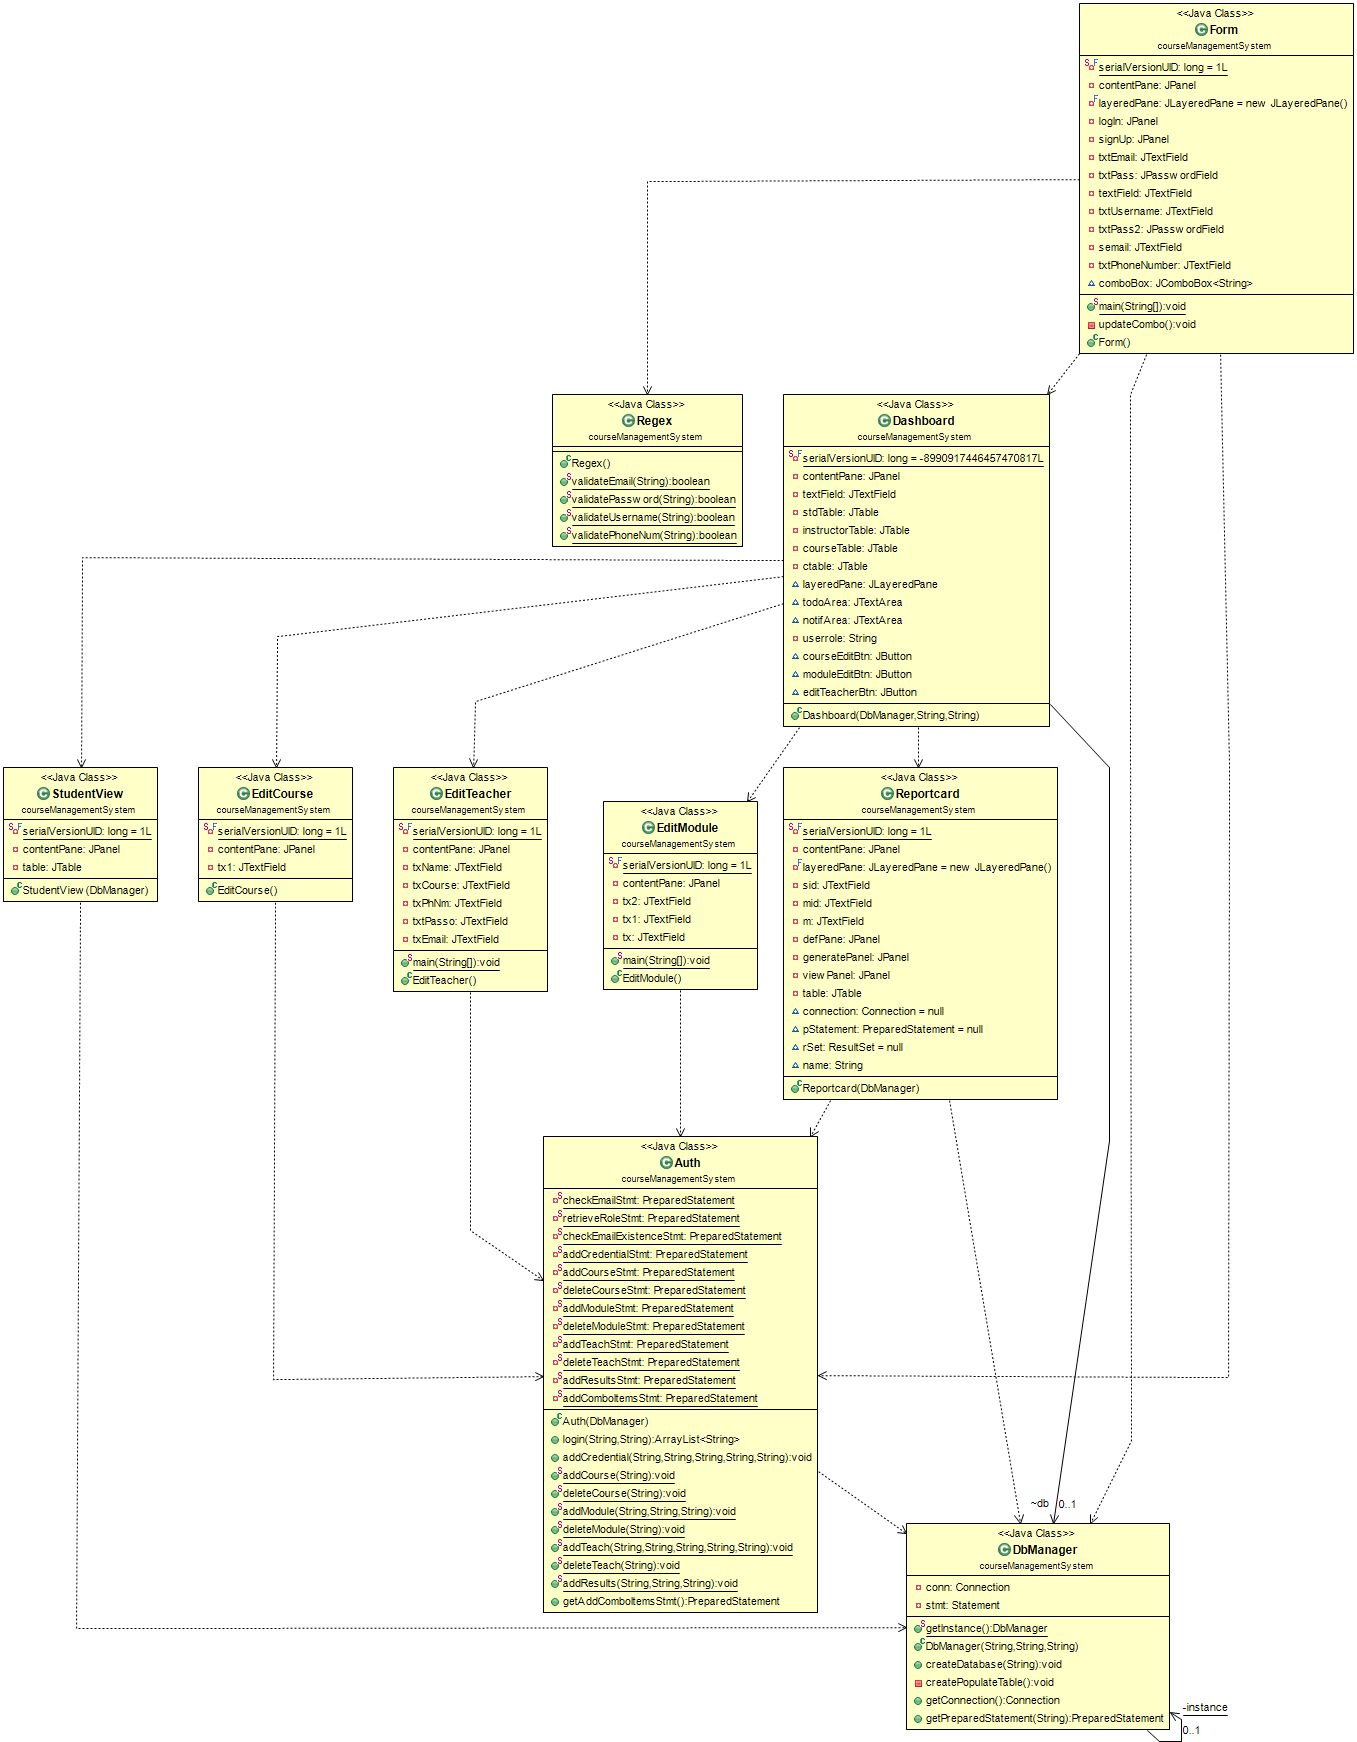 <<Java Class>>
Form
courseManagementSystem
serialVersionUID: long = 1L
contentPane: JPanel
layeredPane: JLayeredPane = new JLayeredPane()
logIn: JPanel
signUp: JPanel
txtEmail: JTextField
txtPass: JPasswordField
textField: JTextField
txtUsername: JTextField
txtPass2: JPasswordField
semail: JTextField
txtPhoneNumber: JTextField
comboBox: JComboBox<String>
main(String[]):void
updateCombo():void
Form()
<<Java Class>>
Regex
courseManagementSystem
Regex()
validateEmail(String):boolean
validatePassword(String):boolean
validateUsername(String):boolean
validatePhoneNum(String):boolean
<<Java Class>>
Dashboard
courseManagementSystem
serialVersionUID: long = -8990917446457470817L
contentPane: JPanel
textField: JTextField
stdTable: JTable
instructorTable: JTable
courseTable: JTable
ctable: JTable
layeredPane: JLayeredPane
todoArea: JTextArea
notifArea: JTextArea
userrole: String
courseEditBtn: JButton
moduleEditBtn: JButton
editTeacherBtn: JButton
Dashboard(DbManager,String,String)
<<Java Class>>
StudentView
courseManagementSystem
serialVersionUID: long = 1L
contentPane: JPanel
table: JTable
StudentView(DbManager)
<<Java Class>>
EditCourse
courseManagementSystem
serialVersionUID: long = 1L
contentPane: JPanel
tx1: JTextField
EditCourse()
<<Java Class>>
EditTeacher
courseManagementSystem
serialVersionUID: long = 1L
contentPane: JPanel
txName: JTextField
txCourse: JTextField
txPhNm: JTextField
txtPasso: JTextField
txEmail: JTextField
main(String[]):void
EditTeacher()
<<Java Class>>
EditModule
courseManagementSystem
serialVersionUID: long = 1L
contentPane: JPanel
tx2: JTextField
tx1: JTextField
tx: JTextField
main(String[]):void
EditModule()
<<Java Class>>
Reportcard
courseManagementSystem
serialVersionUID: long = 1L
contentPane: JPanel
layeredPane: JLayeredPane = new JLayeredPane()
sid: JTextField
mid: JTextField
m: JTextField
defPane: JPanel
generatePanel: JPanel
viewPanel: JPanel
table: JTable
connection: Connection = null
pStatement: PreparedStatement = null
rSet: ResultSet = null
name: String
Reportcard(DbManager)
<<Java Class>>
Auth
courseManagementSystem
checkEmailStmt: PreparedStatement
retrieveRoleStmt: PreparedStatement
checkEmailExistenceStmt: PreparedStatement
addCredentialStmt: PreparedStatement
addCourseStmt: PreparedStatement
deleteCourseStmt: PreparedStatement
addModuleStmt: PreparedStatement
deleteModuleStmt: PreparedStatement
addTeachStmt: PreparedStatement
deleteTeachStmt: PreparedStatement
addResultsStmt: PreparedStatement
addComboItemsStmt: PreparedStatement
Auth(DbManager)
login(String,String):ArrayList<String>
addCredential(String,String,String,String,String):void
addCourse(String):void
deleteCourse(String):void
addModule(String,String,String):void
deleteModule(String):void
addTeach(String,String,String,String,String):void
deleteTeach(String):void
addResults(String,String,String):void
getAddComboItemsStmt():PreparedStatement
~db 0..1
<<Java Class>>
DbManager
courseManagementSystem
conn: Connection
stmt: Statement
getInstance():DbManager
DbManager(String,String,String)
createDatabase(String):void
createPopulateTable():void
getConnection():Connection
getPreparedStatement(String):PreparedStatement
-instance
0..1